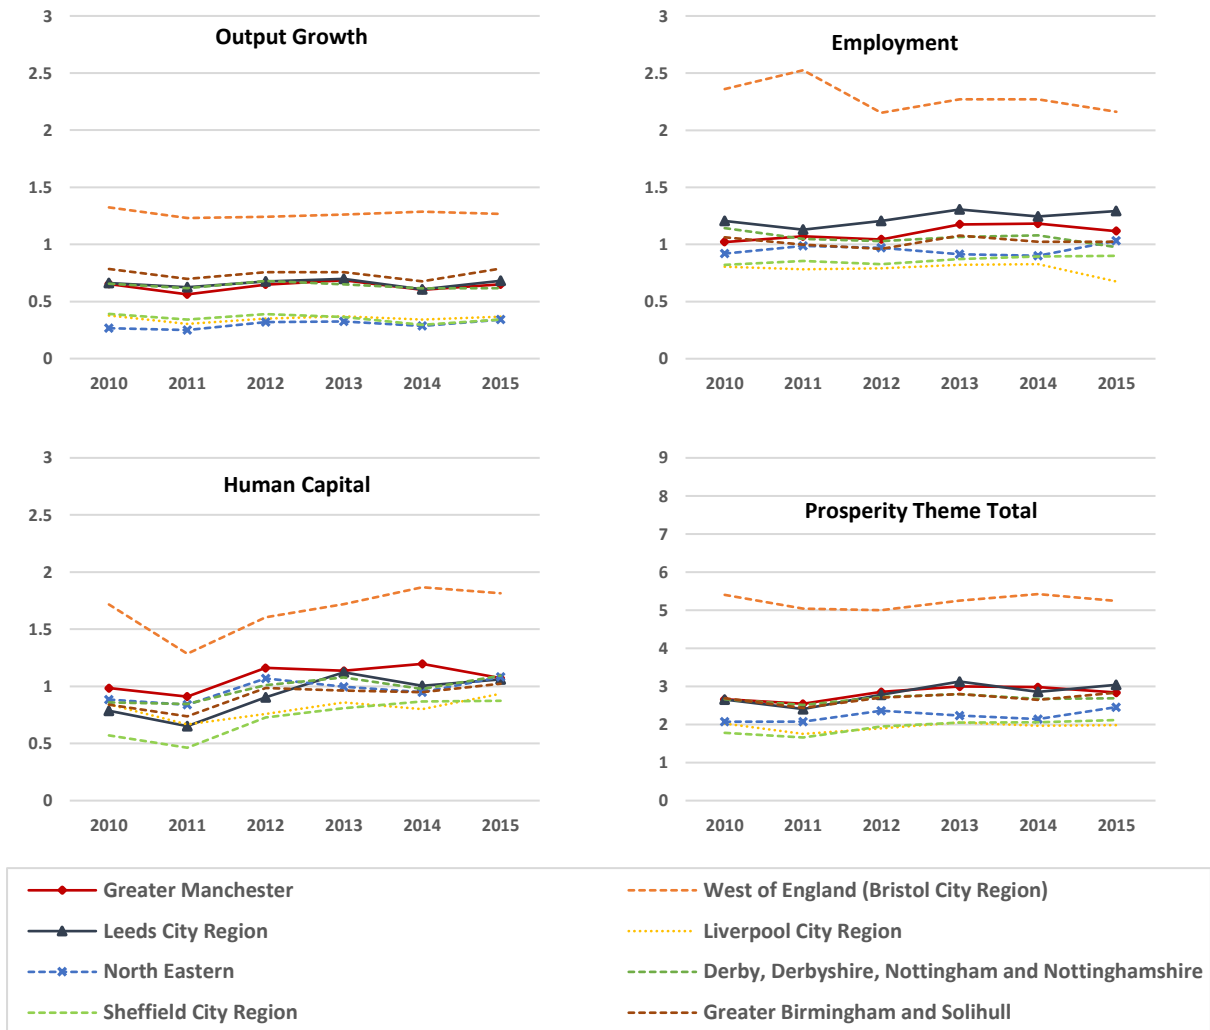 Output Growth
3
2.5
2
1.5
1
0.5
0
2010 2011 2012 2013 2014 2015
Employment
3
2.5
2
1.5
1
0.5
0
2010 2011 2012 2013 2014 2015
Human Capital
3
2.5
2
1.5
1
0.5
0
2010 2011 2012 2013 2014 2015
Prosperity Theme Total
9
8
7
6
5
4
3
2
1
0
2010 2011 2012 2013 2014 2015
Greater Manchester
West of England (Bristol City Region)
Leeds City Region
Liverpool City Region
North Eastern
Derby, Derbyshire, Nottingham and Nottinghamshire
Sheffield City Region
Greater Birmingham and Solihull